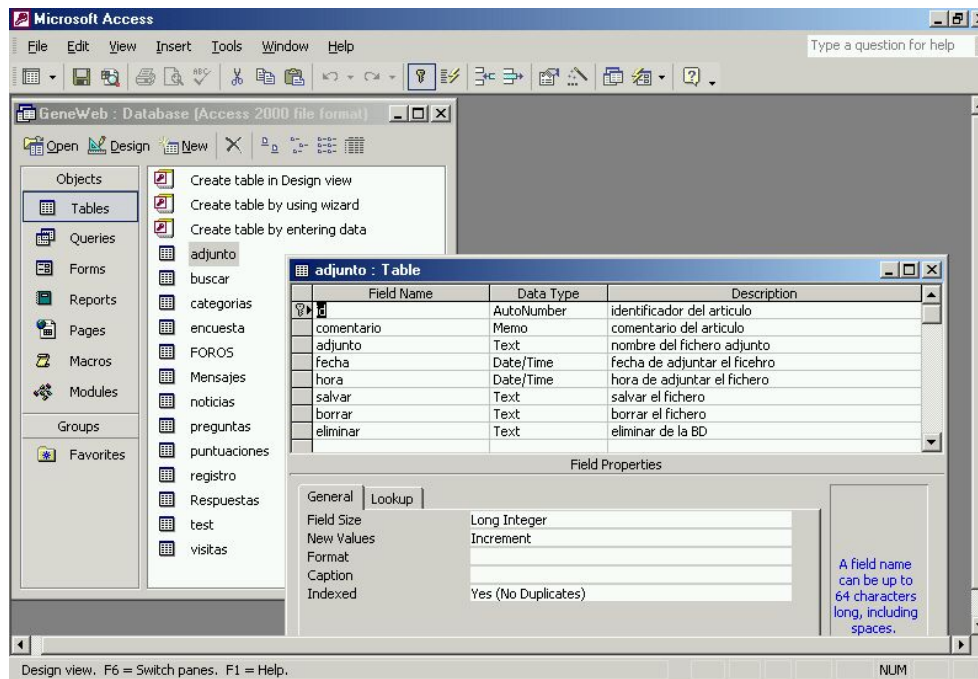 Microsoft Access
File Edit View Insert Tools Window Help Type a question for help
GeneWeb : Database (Access 2000 file format)
Open Design New
Objects
Tables
Queries
Forms
Reports
Pages
Macros
Modules
Groups
Favorites
Create table in Design view
Create table by using wizard
Create table by entering data
adjunto
buscar
categorias
encuesta
FOROS
Mensajes
noticias
preguntas
puntuaciones
registro
Respuestas
test
visitas
adjunto : Table
Field Name Data Type Description
id AutoNumber identificador del articulo
comentario Memo comentario del articulo
adjunto Text nombre del fichero adjunto
fecha Date/Time fecha de adjuntar el ficehro
hora Date/Time hora de adjuntar el fichero
salvar Text salvar el fichero
borrar Text borrar el fichero
eliminar Text eliminar de la BD
Field Properties
General Lookup
Field Size Long Integer
New Values Increment
Format
Caption
Indexed Yes (No Duplicates)
A field name
can be up to
64 characters
long, including
spaces.
Design view. F6 = Switch panes. F1 = Help. NUM